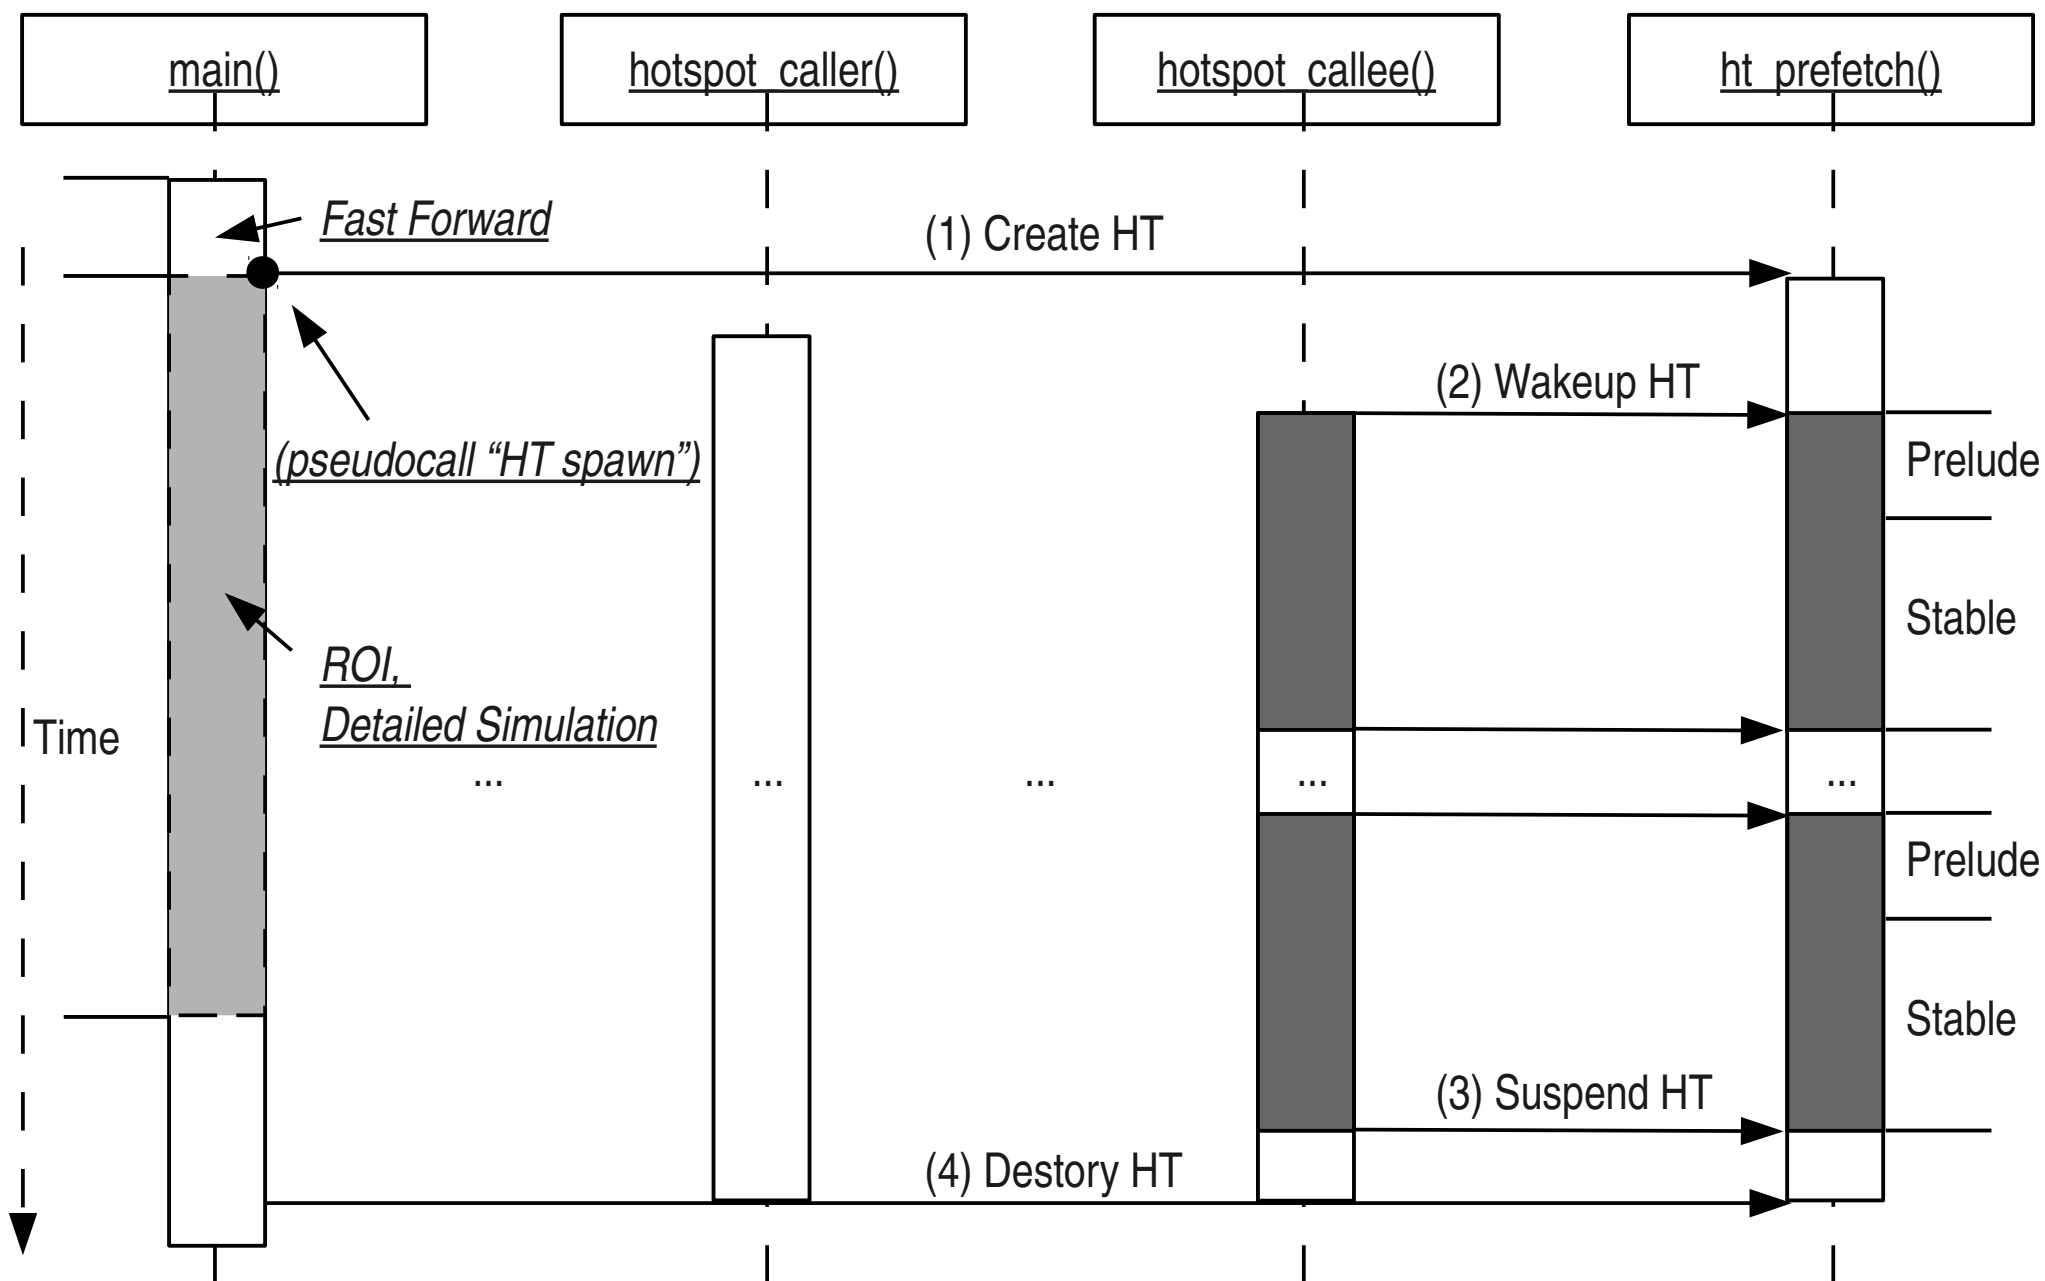 main()
hotspot_caller()
hotspot_callee()
ht_prefetch()
Fast Forward
(1) Create HT
(2) Wakeup HT
(pseudocall “HT spawn”)
Prelude
Stable
ROI,
Detailed Simulation
Time
... ... ... ... ...
Prelude
Stable
(3) Suspend HT
(4) Destory HT